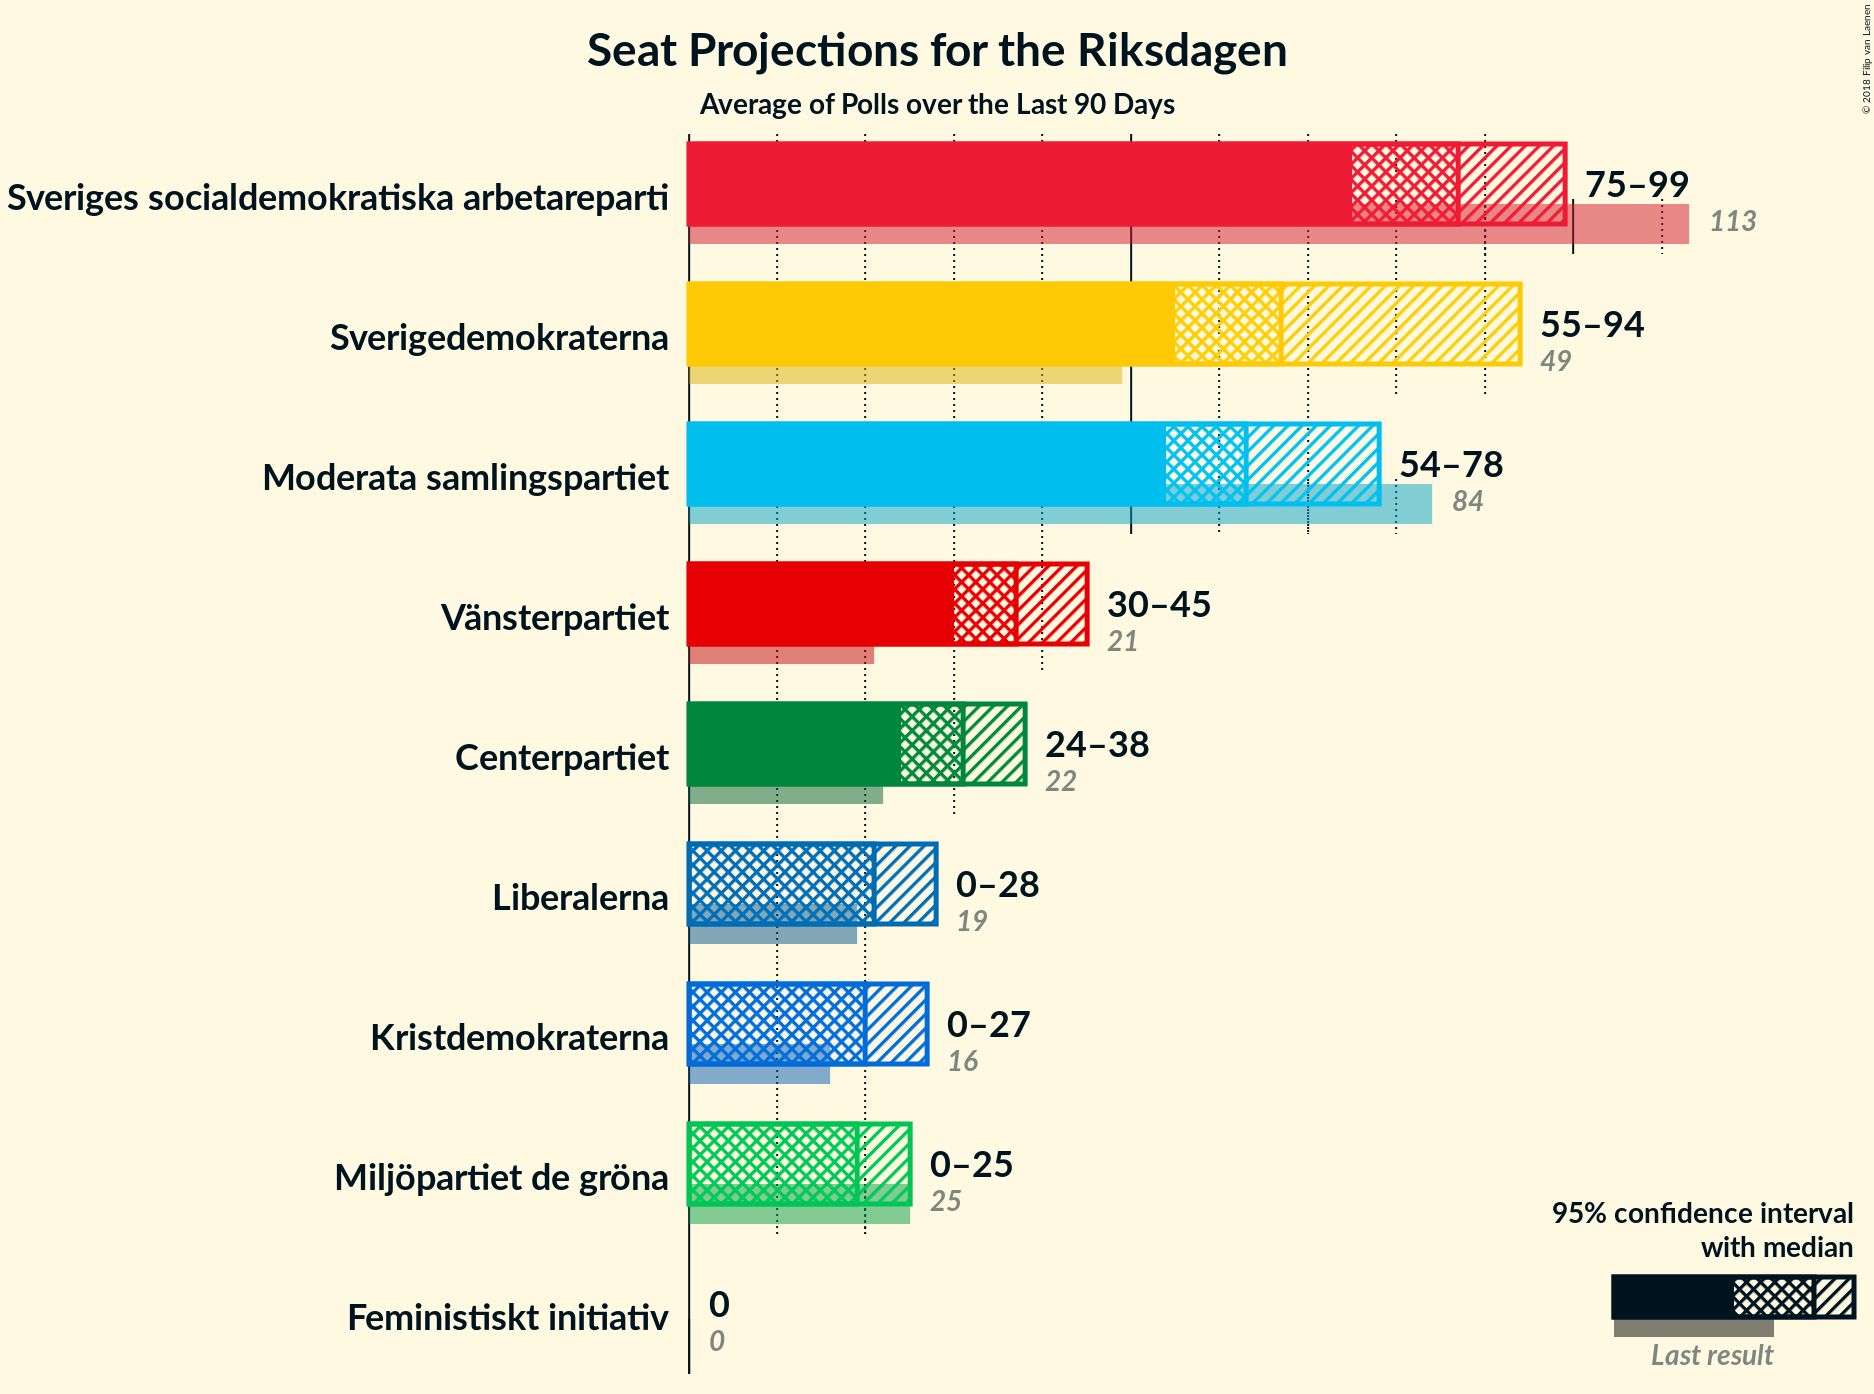 © 2018 Filip van Laenen
Seat Projections for the Riksdagen
Average of Polls over the Last 90 Days
Sveriges socialdemokratiska arbetareparti
75–99
113
Sverigedemokraterna
55–94
49
Moderata samlingspartiet
54–78
84
Vänsterpartiet
30–45
21
Centerpartiet
24–38
22
Liberalerna
0–28
19
Kristdemokraterna
0–27
16
Miljöpartiet de gröna
0–25
25
Feministiskt initiativ
0
0
95% confidence interval
with median
Last result